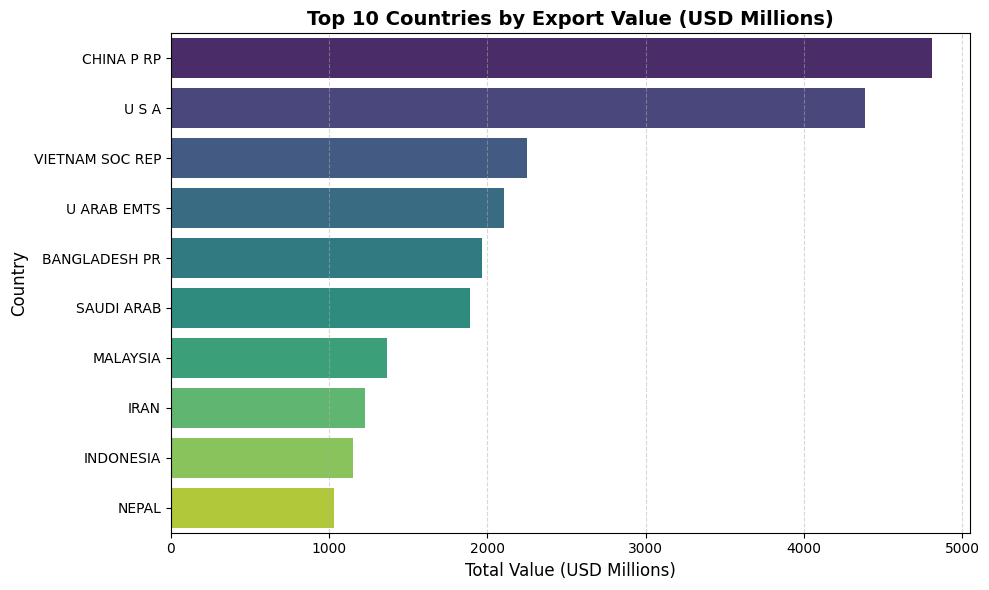 Top 10 Countries by Export Value (USD Millions)
Country
CHINA P RP
U S A
VIETNAM SOC REP
U ARAB EMTS
BANGLADESH PR
SAUDI ARAB
MALAYSIA
IRAN
INDONESIA
NEPAL
0 1000 2000 3000 4000 5000
Total Value (USD Millions)